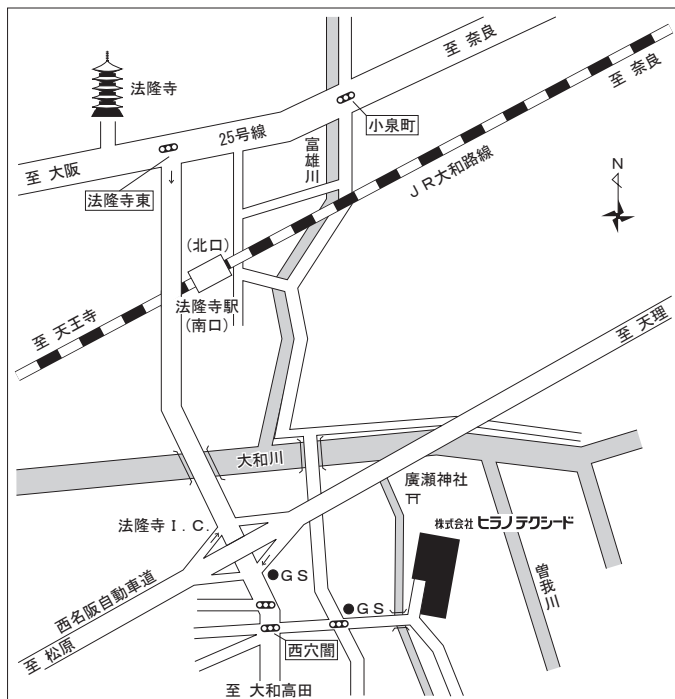 至 奈良
至 奈良
法隆寺
小泉町
25号線
富雄川
JR大和路線
至 大阪
法隆寺東
N
(北口)
法隆寺駅
(南口)
至 天王寺
至 天理
大和川
廣瀬神社
株式会社 ヒラノテクシード
法隆寺 I.C.
GS
曽我川
西名阪自動車道
GS
至 松原
西穴闇
至 大和高田